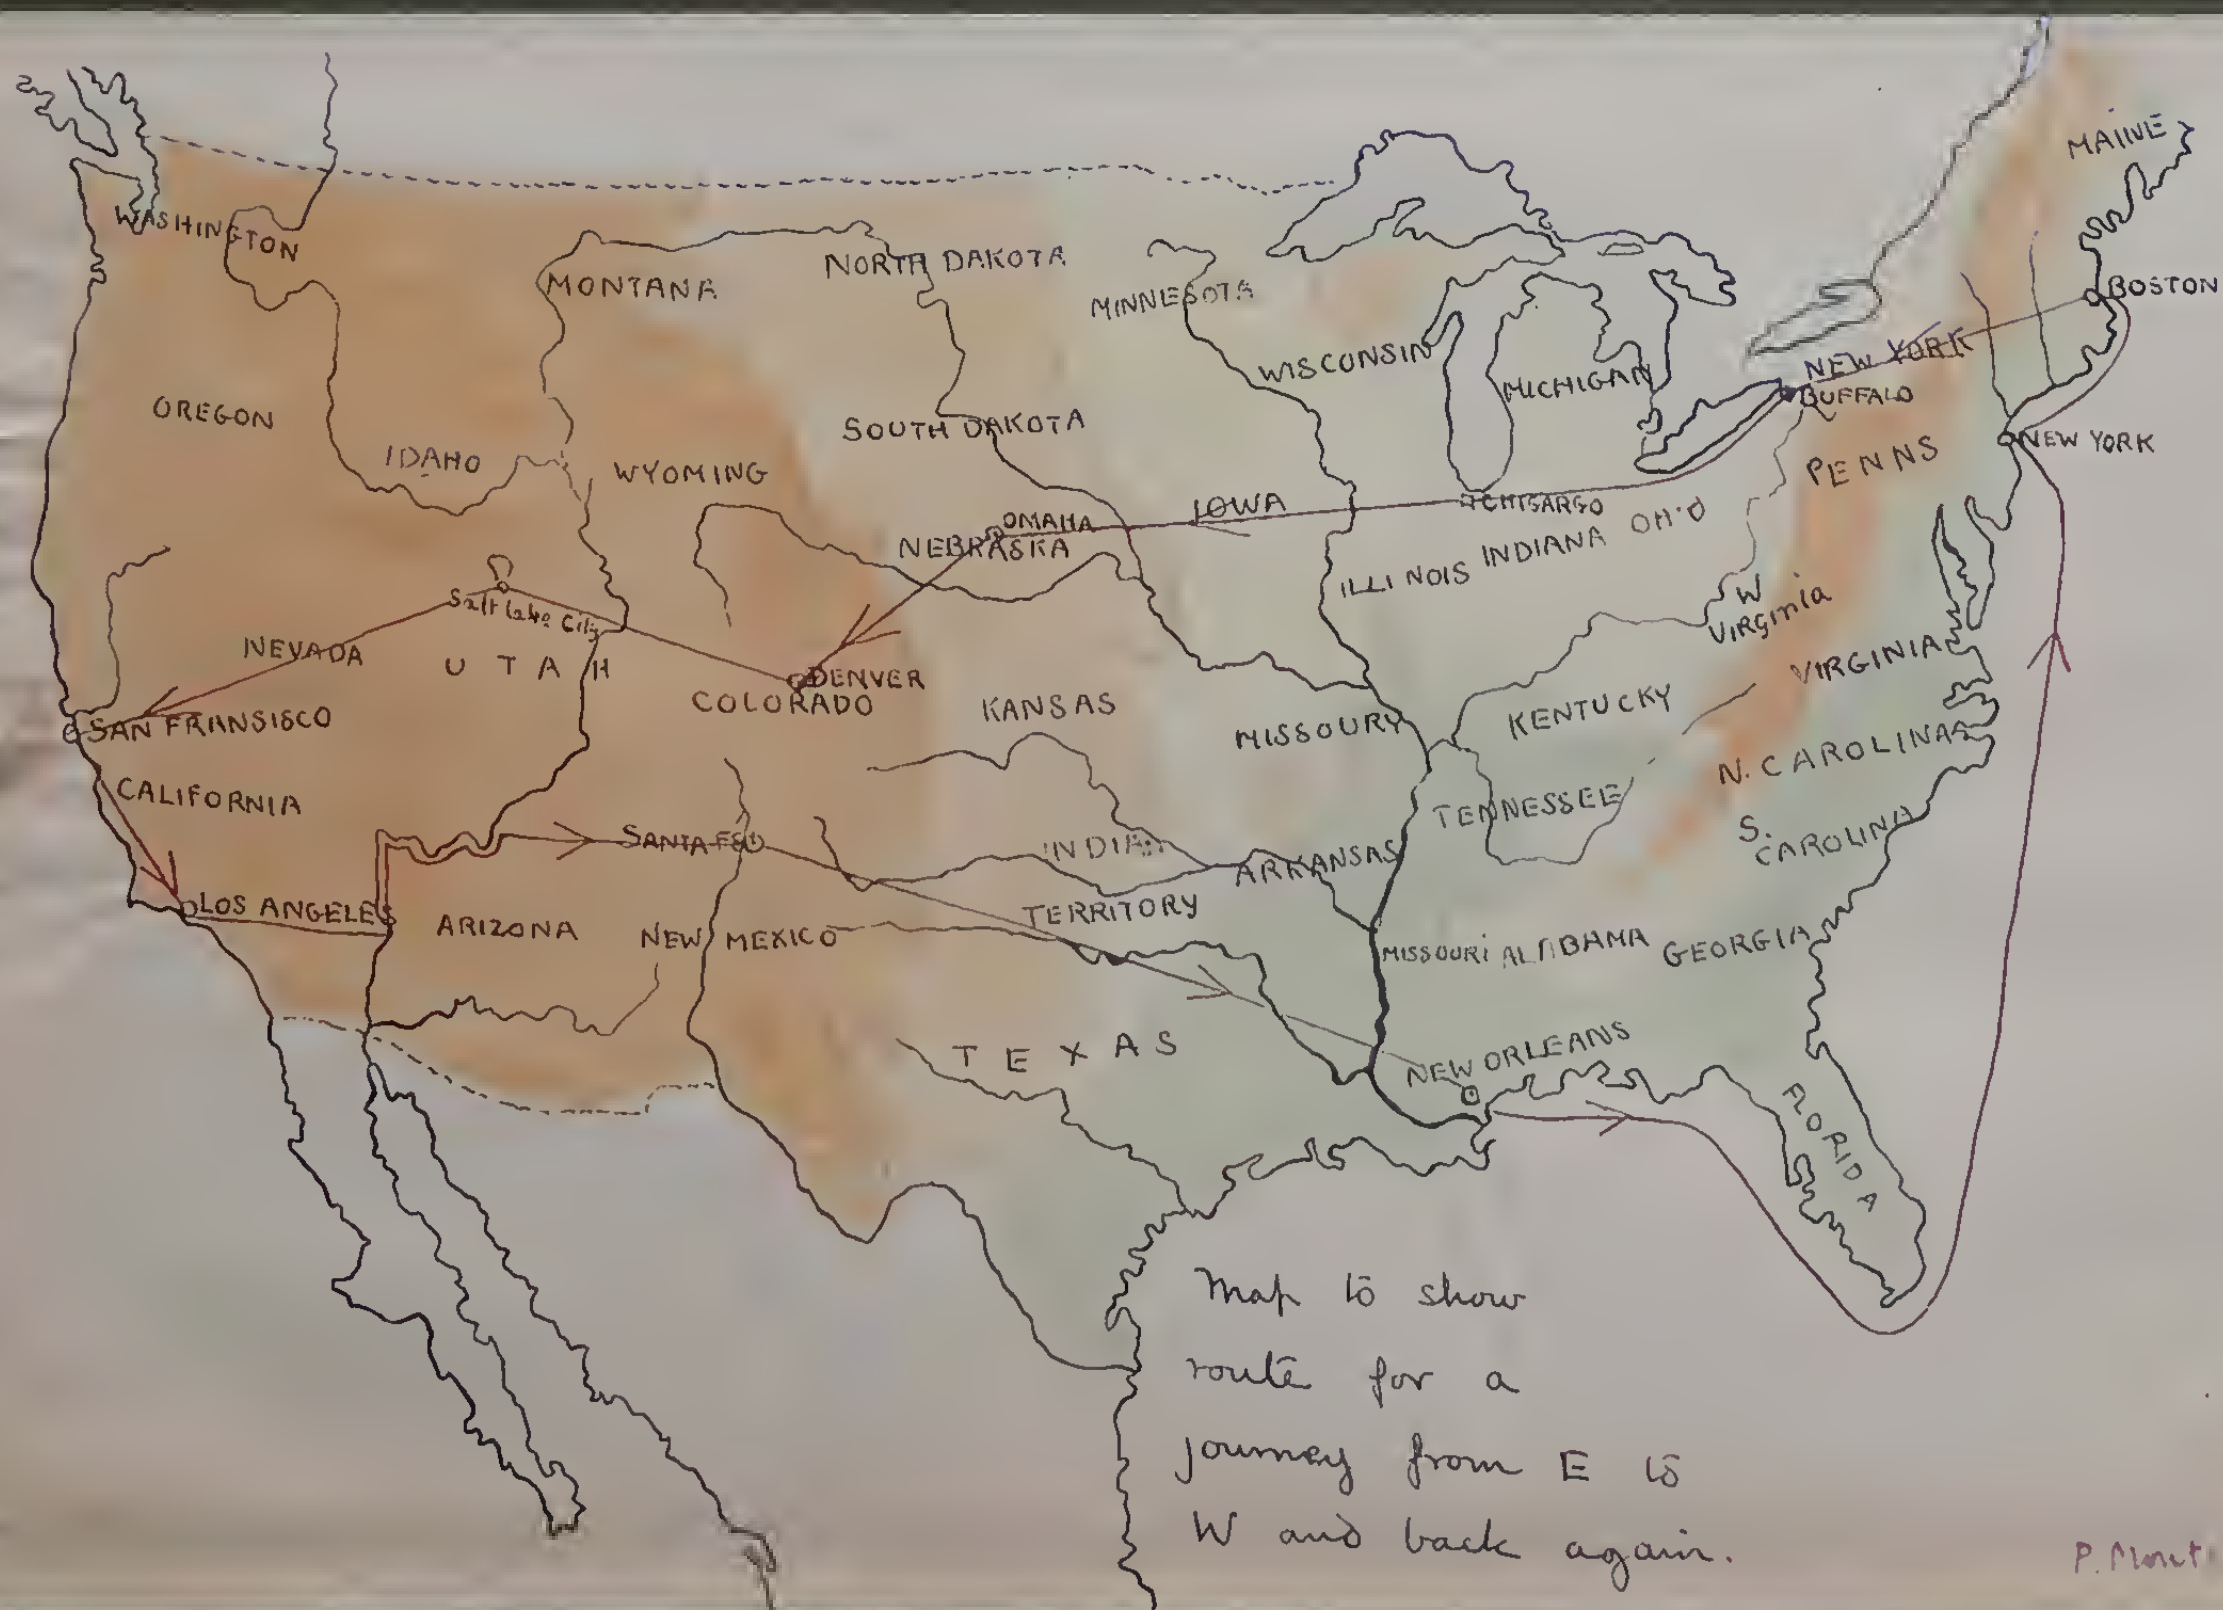 MAIINE
WASHINGTON
MONTANA
NORTH DAKOTA
MINNESOTA
BOSTON
WISCONSIN
MICHIGAN
NEW YORK
BUFFALO
OREGON
SOUTH DAKOTA
NEW YORK
IDAHO
WYOMING
PENNS
OMAHA
IOWA
CHISARGO
NEBRASKA
ILLINOIS
INDIANA
OHIO
Salt Lake City
W
VIRGinia
NEVADA
UTAH
DENVER
COLORADO
KANSAS
VIRGINIA
SAN FRANSISCO
MISSOURY
KENTUCKY
N. CAROLINA
CALIFORNIA
TENNESSEE
S.
CAROLINA
SANTA FE
INDIAN
TERRITORY
ARKANSAS
LOS ANGELES
ARIZONA
NEW MEXICO
MISSOURI
ALABAMA
GEORGIA
TEXAS
NEW ORLEANS
FLORIDA
Map to show
route for a
journey from E to
W and back again.